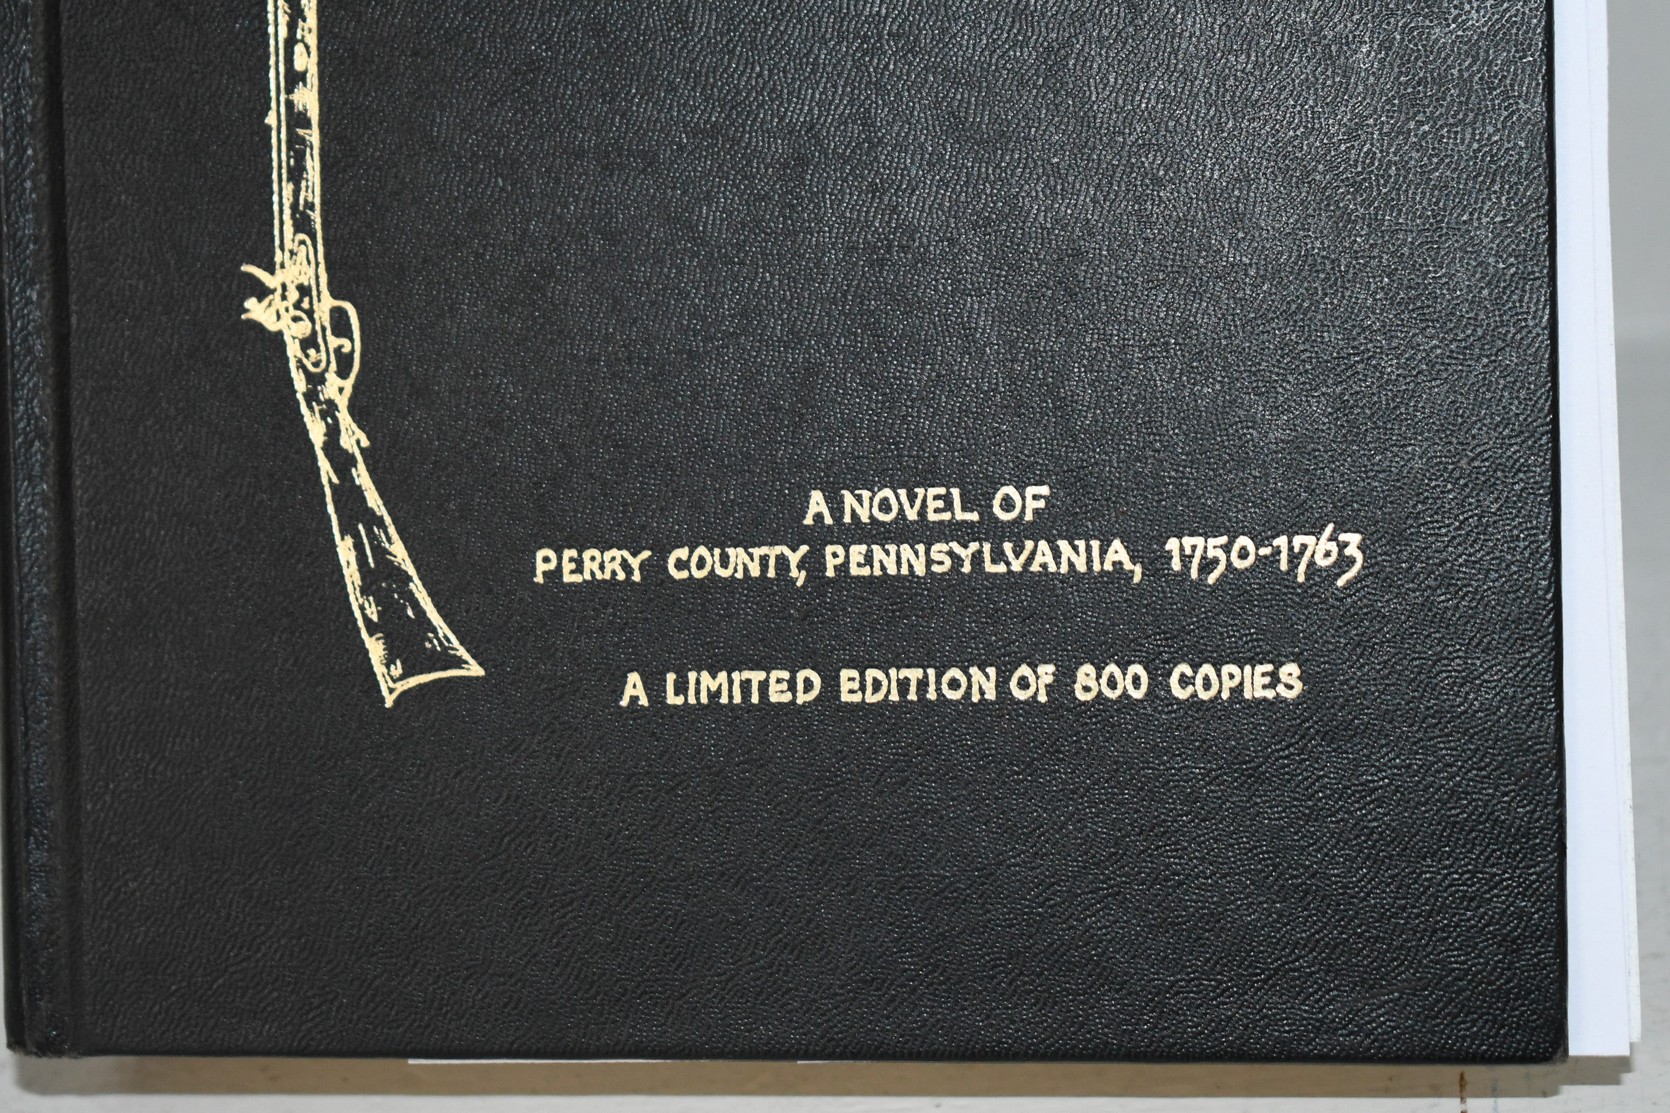 A NOVEL OF
PERRY COUNTY, PENNSYLVANIA, 1750-1763
A LIMITED EDITION OF 800 COPIES